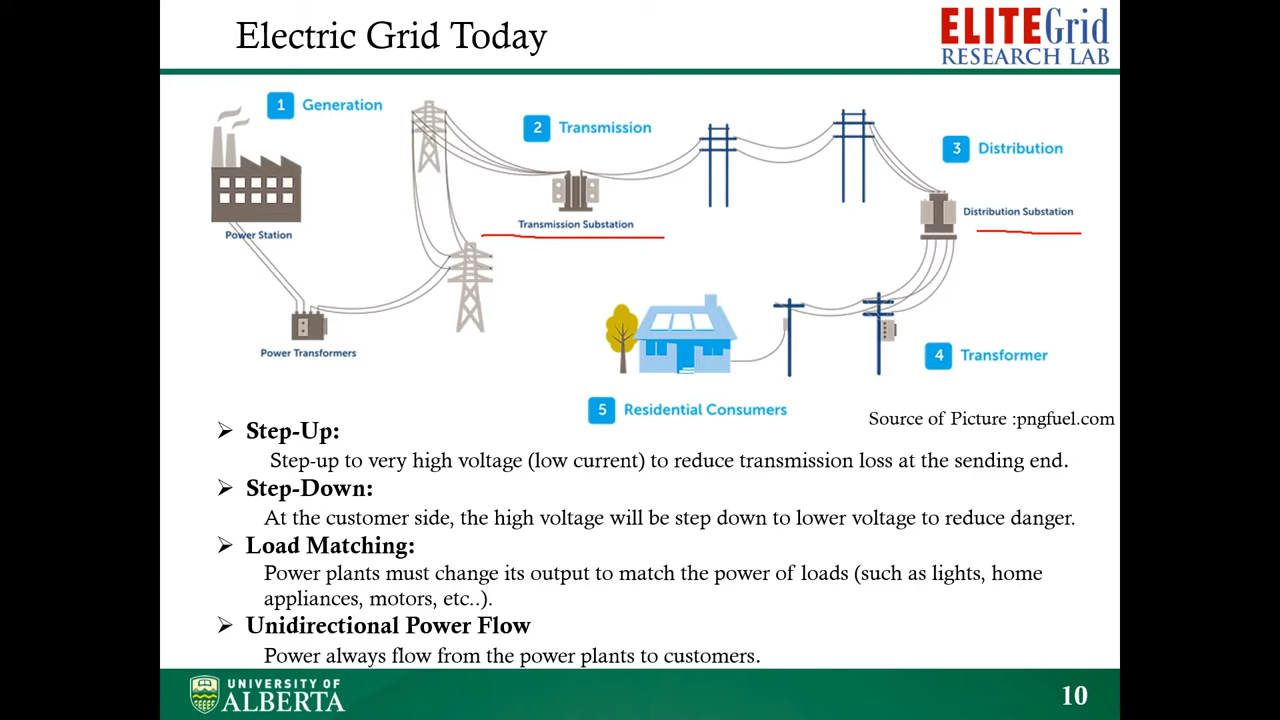 Electric Grid Today
ELITEGrid
RESEARCH LAB
1 Generation
2 Transmission
3 Distribution
Power Station
Transmission Substation
Distribution Substation
Power Transformers
4 Transformer
5 Residential Consumers
Source of Picture :pngfuel.com
➢ Step-Up:
Step-up to very high voltage (low current) to reduce transmission loss at the sending end.
➢ Step-Down:
At the customer side, the high voltage will be step down to lower voltage to reduce danger.
➢ Load Matching:
Power plants must change its output to match the power of loads (such as lights, home
appliances, motors, etc..).
➢ Unidirectional Power Flow
Power always flow from the power plants to customers.
UNIVERSITY OF
ALBERTA
10